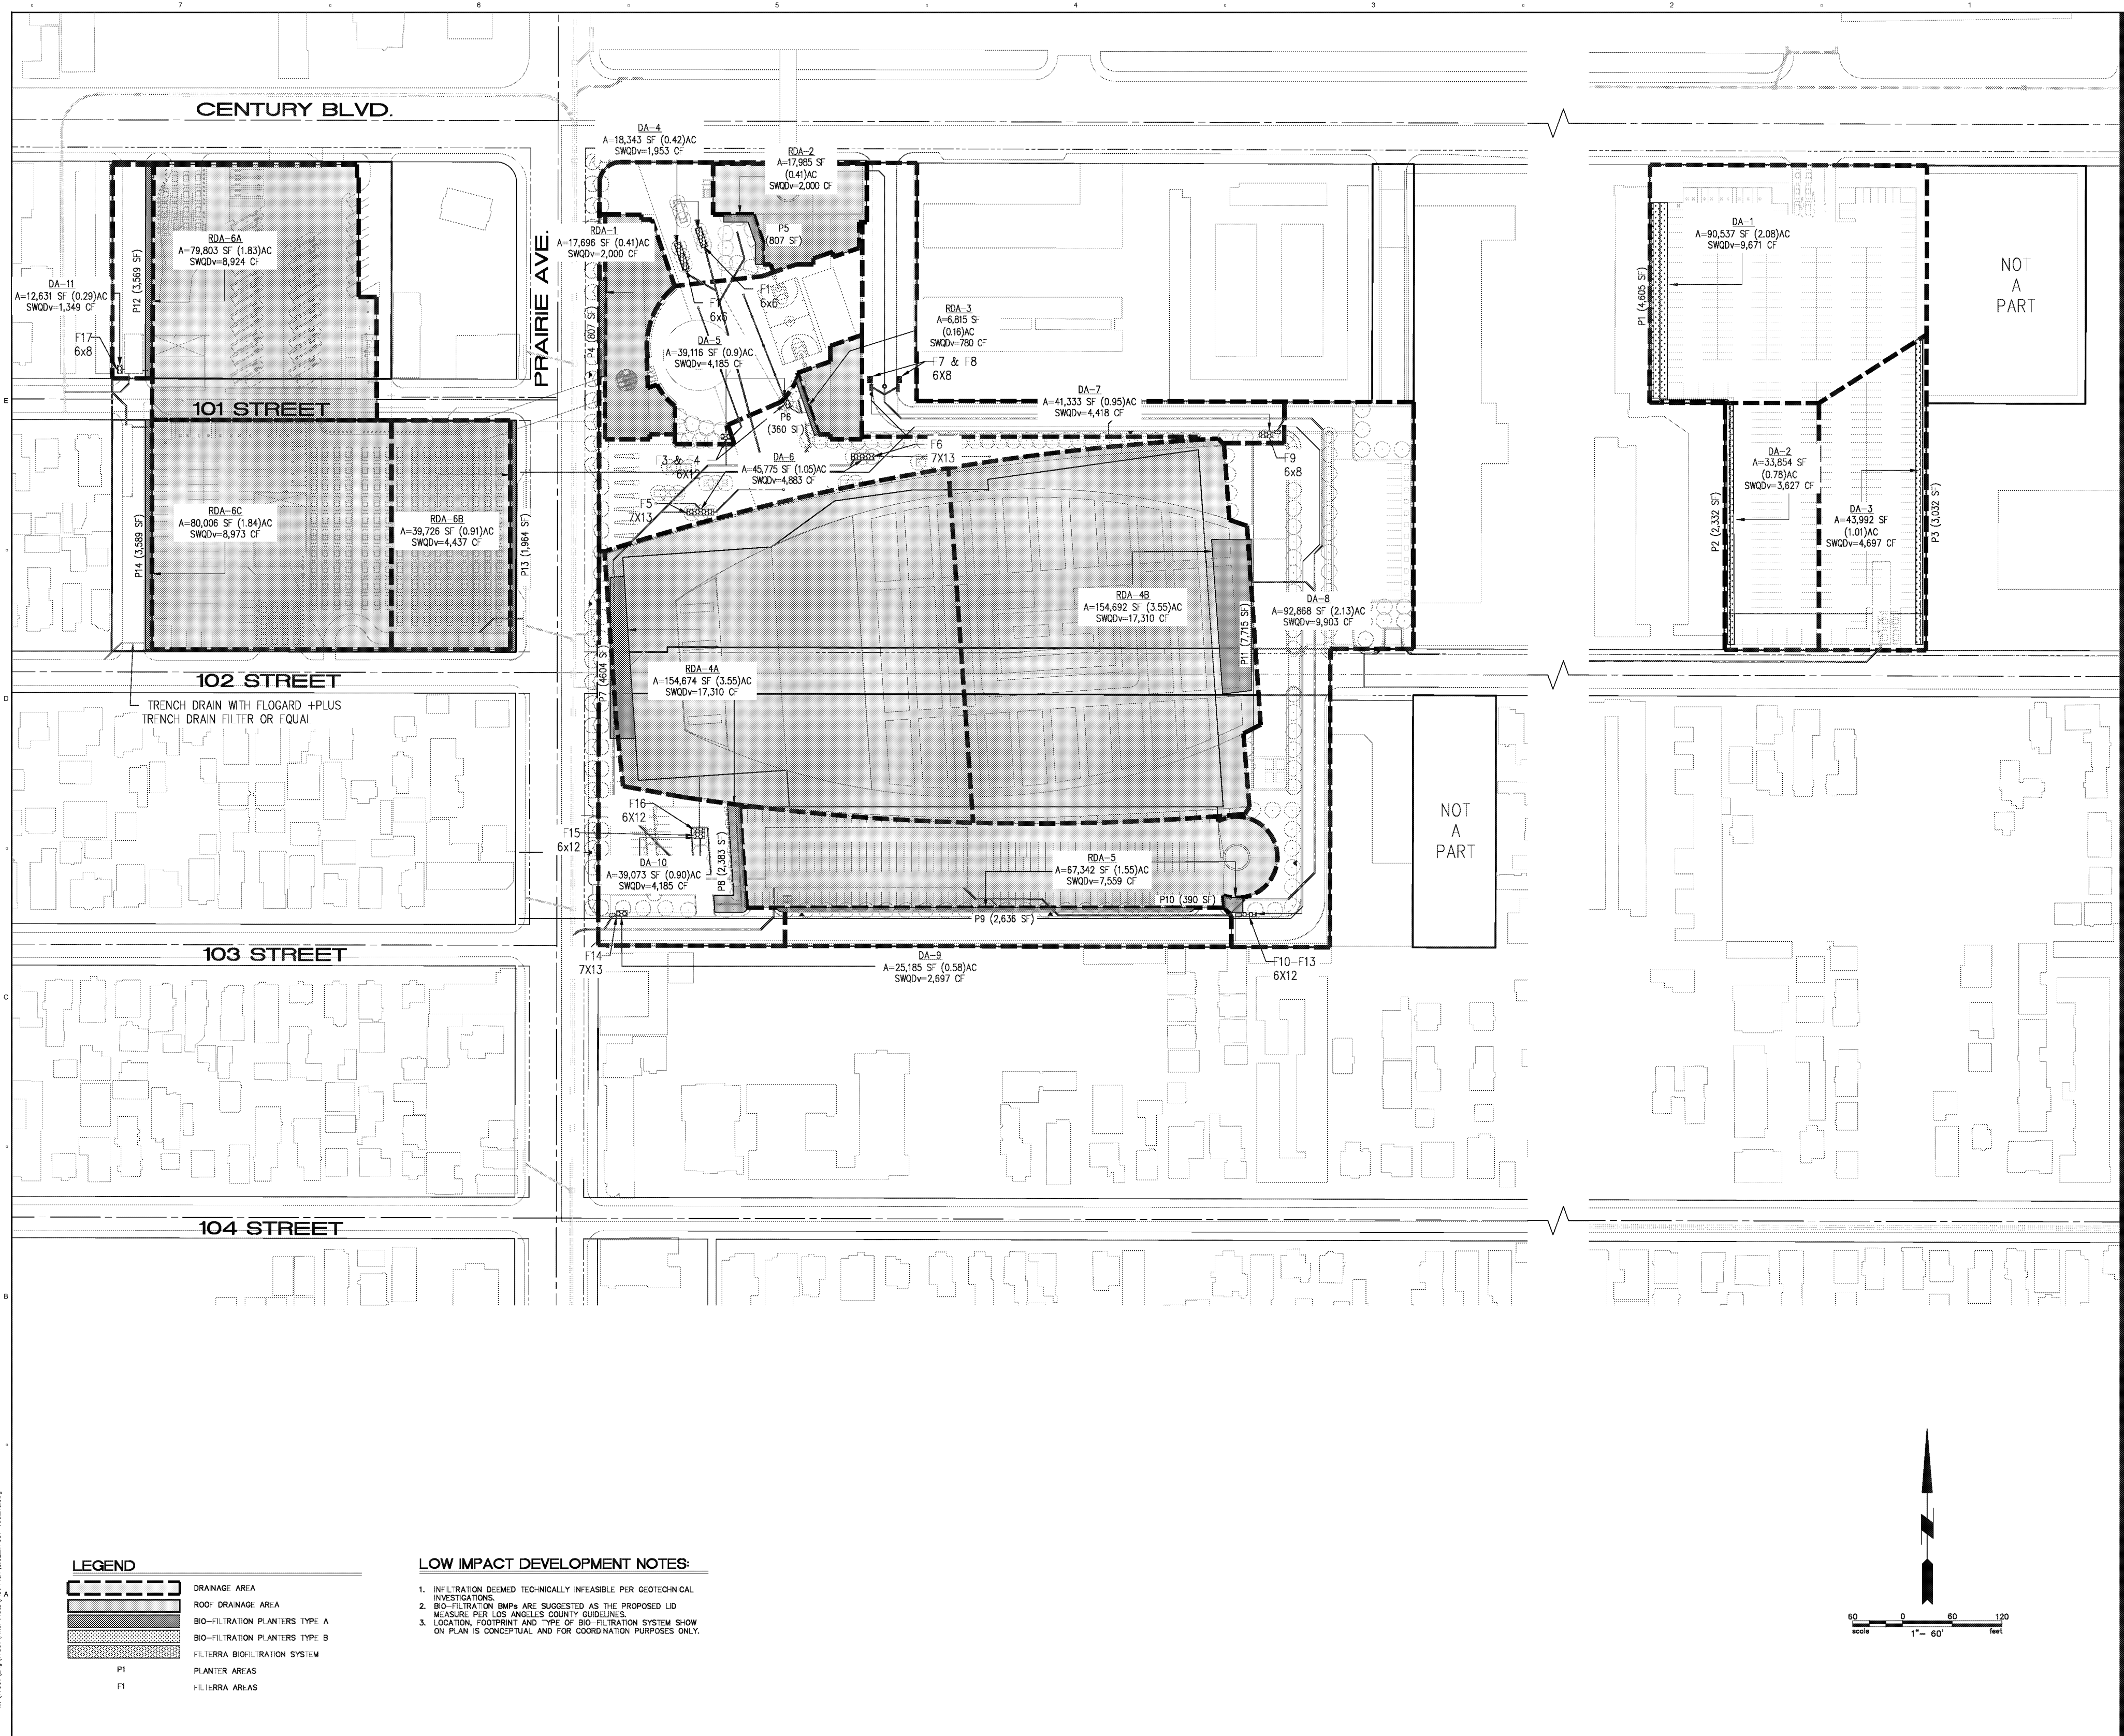 7 6 5 4 3 2 1
CENTURY BLVD.
DA-4
A=18,343 SF (0.42)AC
SWQDv=1,953 CF
RDA-2
A=17,985 SF
(0.41)AC
SWQDv=2,000 CF
P5
(807 SF)
RDA-1
A=17,696 SF (0.41)AC
SWQDv=2,000 CF
RDA-6A
A=79,803 SF (1.83)AC
SWQDv=8,924 CF
P12 (3,569 SF)
DA-11
A=12,631 SF (0.29)AC
SWQDv=1,349 CF
F17
6x8
PRAIRIE AVE.
P4 (807 SF)
F1
6x6
F1
6x6
DA-5
A=39,116 SF (0.9)AC
SWQDv=4,185 CF
RDA-3
A=6,815 SF
(0.16)AC
SWQDv=780 CF
F7 & F8
6X8
DA-7
A=41,333 SF (0.95)AC
SWQDv=4,418 CF
DA-1
A=90,537 SF (2.08)AC
SWQDv=9,671 CF
P1 (4,605 SF)
NOT
A
PART
E
101 STREET
P6
(360 SF)
F3 & F4
6X12
DA-6
A=45,775 SF (1.05)AC
SWQDv=4,883 CF
F6
7X13
F9
6x8
F5
7X13
DA-2
A=33,854 SF
(0.78)AC
SWQDv=3,627 CF
P2 (2,332 SF)
DA-3
A=43,992 SF
(1.01)AC
SWQDv=4,697 CF
P3 (3,032 SF)
RDA-6C
A=80,006 SF (1.84)AC
SWQDv=8,973 CF
RDA-6B
A=39,726 SF (0.91)AC
SWQDv=4,437 CF
P14 (3,589 SF)
P13 (1,964 SF)
RDA-4B
A=154,692 SF (3.55)AC
SWQDv=17,310 CF
DA-8
A=92,868 SF (2.13)AC
SWQDv=9,903 CF
P11 (7,715 SF)
P7 (4604 SF)
RDA-4A
A=154,674 SF (3.55)AC
SWQDv=17,310 CF
102 STREET
D
TRENCH DRAIN WITH FLOGARD +PLUS
TRENCH DRAIN FILTER OR EQUAL
F16
6X12
F15
6x12
DA-10
A=39,073 SF (0.90)AC
SWQDv=4,185 CF
P8 (2,383 SF)
RDA-5
A=67,342 SF (1.55)AC
SWQDv=7,559 CF
P10 (390 SF)
P9 (2,636 SF)
NOT
A
PART
103 STREET
F14
7X13
DA-9
A=25,185 SF (0.58)AC
SWQDv=2,697 CF
F10-F13
6X12
C
104 STREET
B
LEGEND
DRAINAGE AREA
ROOF DRAINAGE AREA
BIO-FILTRATION PLANTERS TYPE A
BIO-FILTRATION PLANTERS TYPE B
FILTERRA BIOFILTRATION SYSTEM
P1 PLANTER AREAS
F1 FILTERRA AREAS
A
LOW IMPACT DEVELOPMENT NOTES:
1. INFILTRATION DEEMED TECHNICALLY INFEASIBLE PER GEOTECHNICAL
INVESTIGATIONS.
2. BIO-FILTRATION BMPs ARE SUGGESTED AS THE PROPOSED LID
MEASURE PER LOS ANGELES COUNTY GUIDELINES.
3. LOCATION, FOOTPRINT AND TYPE OF BIO-FILTRATION SYSTEM SHOW
ON PLAN IS CONCEPTUAL AND FOR COORDINATION PURPOSES ONLY.
60 0 60 120
scale 1"= 60' feet